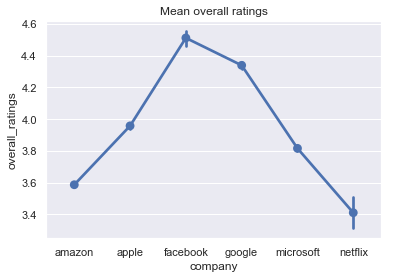 Mean overall ratings
4.6
4.4
4.2
4.0
3.8
3.6
3.4
overall_ratings
amazon apple facebook google microsoft netflix
company